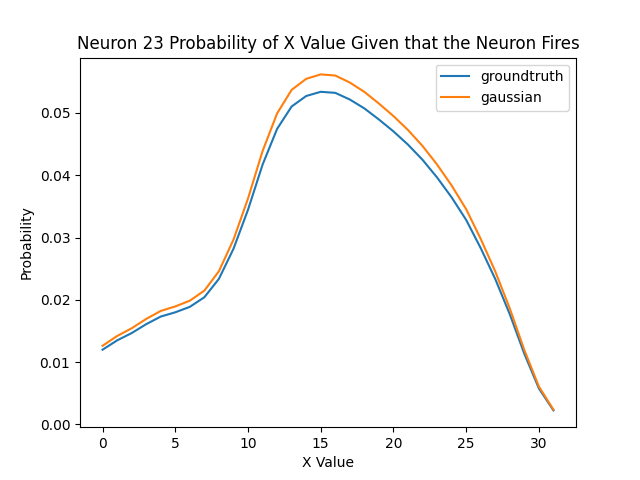 Neuron 23 Probability of X Value Given that the Neuron Fires
groundtruth
gaussian
0.05
0.04
0.03
0.02
0.01
0.00
Probability
0 5 10 15 20 25 30
X Value